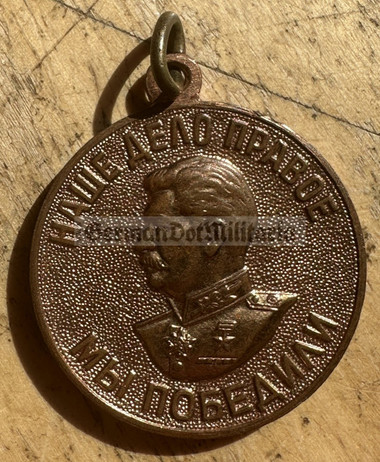 НАШЕ ДЕЛО ПРАВОЕ
GermanDotMilitaria
МЫ ПОБЕДИЛИ